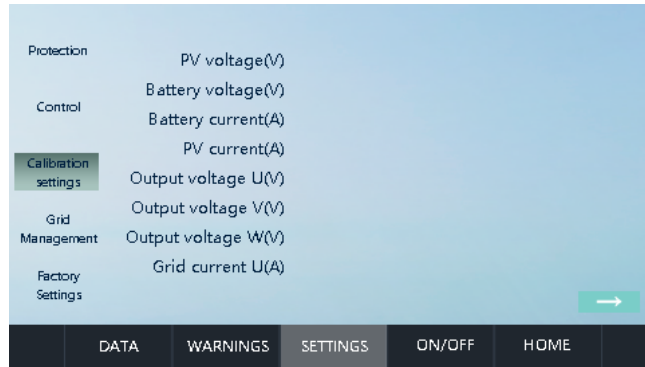 Protection
Control
Calibration
settings
Grid
Management
Factory
Settings
PV voltage(V)
Battery voltage(V)
Battery current(A)
PV current(A)
Output voltage U(V)
Output voltage V(V)
Output voltage W(V)
Grid current U(A)
→
DATA WARNINGS SETTINGS ON/OFF HOME